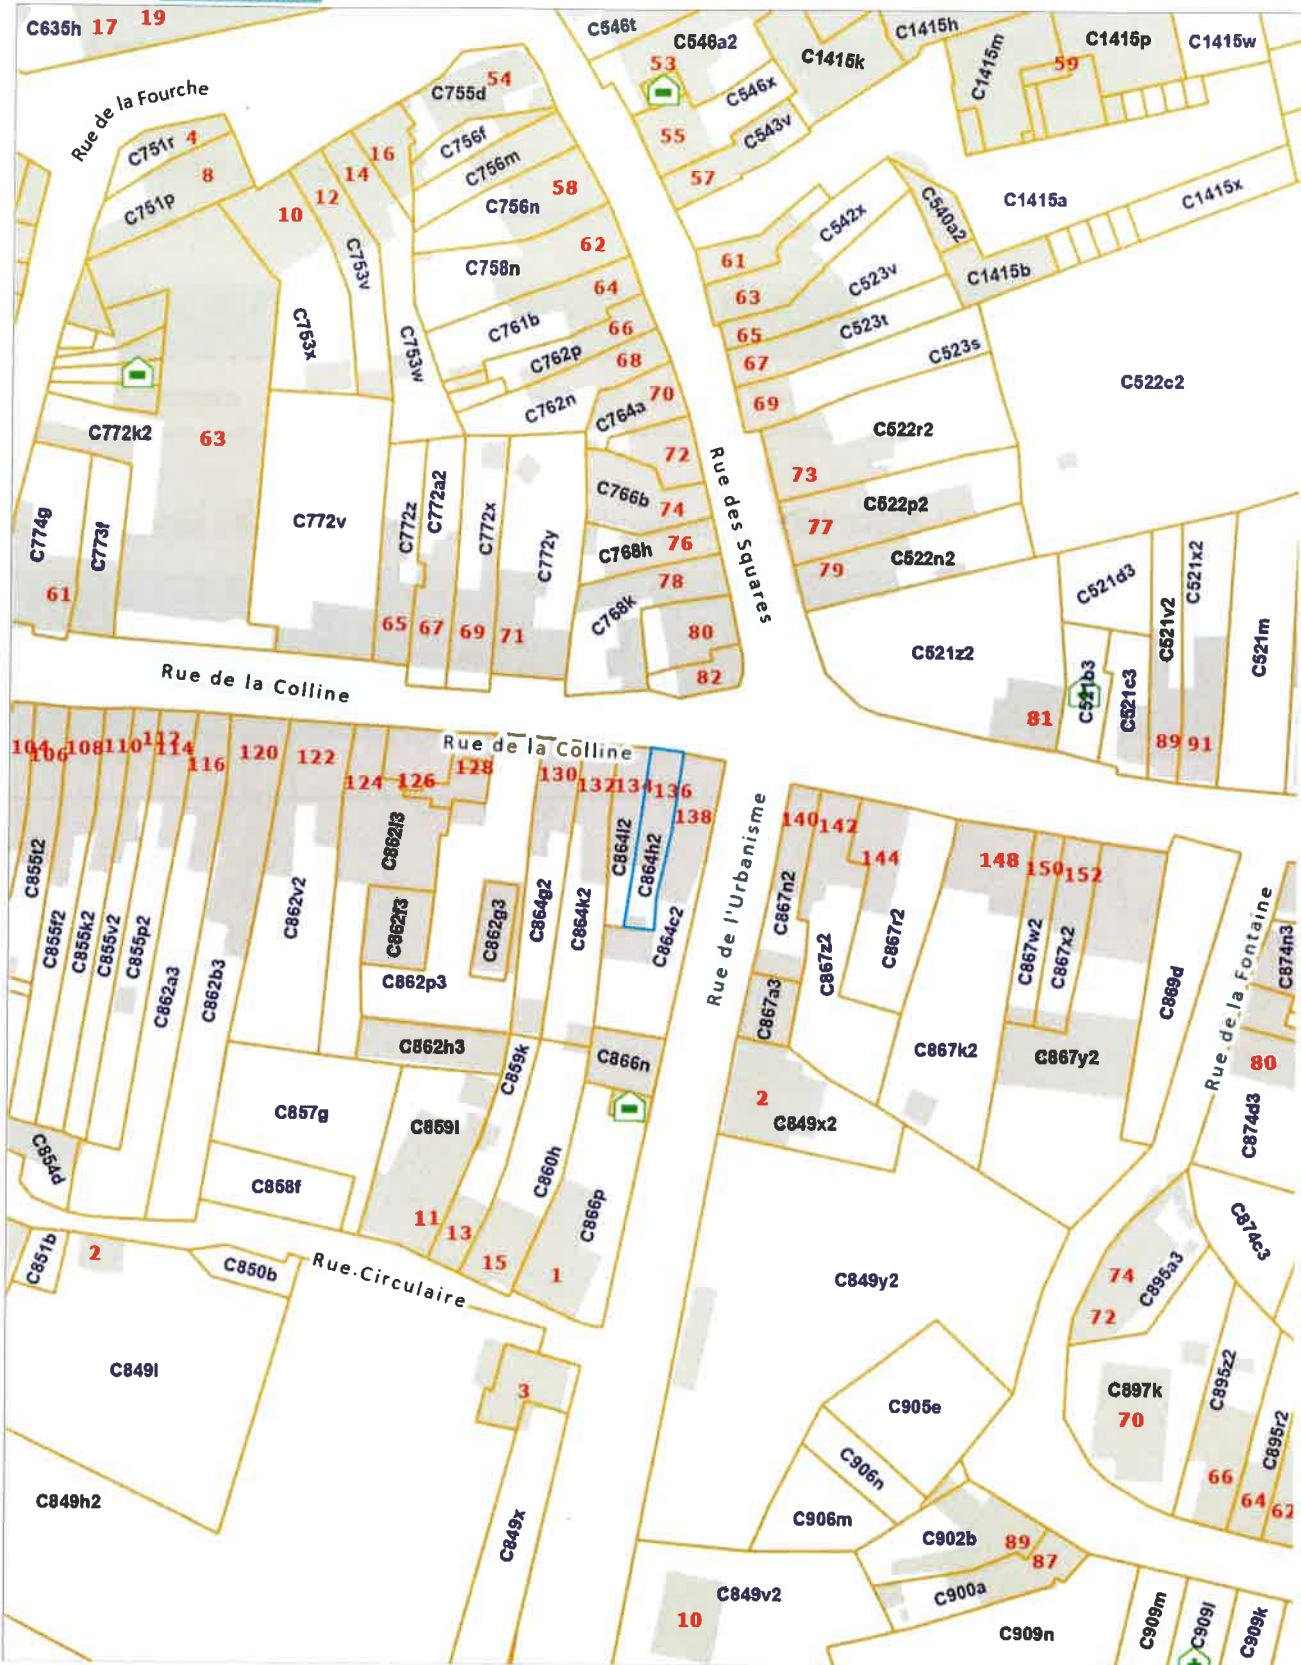 C635h 17 19
C546t
C546a2
53
C1415k
C1415h
C1415m
C1415p
59
C1415w
Rue de la Fourche
C755d 54
C546x
C543v
55
57
C751r 4
8
C751p
16
14
12
10
C756f
C756m
C756n 58
62
C758n
64
C753v
C753x
C753w
C761b
66
C762p
68
C762n
70
C764a
72
C766b
74
C768h 76
78
C768k
80
82
61
63
65
67
69
73
77
79
C542x
C540a2
C523v
C1415a
C1415x
C1415b
C523t
C523s
C522c2
C522r2
C522p2
C522n2
Rue des Squares
C772k2
63
C774g
C773f
61
C772v
C772z
C772a2
C772x
C772y
65 67 69 71
C521z2
81
C521d3
C521b3
C521c3
C521v2
C521x2
C521m
89 91
Rue de la Colline
Rue de la Colline
104 106 108 110 112 114 116 120 122 124 126 128 130 132 134 136 138
140 142 144 148 150 152
C855t2
C855f2
C855k2
C855v2
C855p2
C862a3
C862b3
C862v2
C862l3
C862f3
C862g3
C862p3
C862h3
C864g2
C864k2
C864l2
C864h2
C864c2
C866n
Rue de l'Urbanisme
C867n2
C867a3
C867z2
C867r2
C867k2
C867w2
C867x2
C867y2
C869d
Rue de la Fontaine
C874n3
80
C874d3
C874c3
2
C849x2
C854d
C857g
C858f
C859l
C859k
C860h
C866p
11 13 15 1
C851b
2
C850b
Rue Circulaire
C849l
C849h2
3
C849x
C849y2
74
72
C895a3
C897k
70
C895z2
C895r2
66 64 62
C905e
C906n
C906m
C902b
89
87
C900a
C849v2
10
C909n
C909m
C909l
C909k